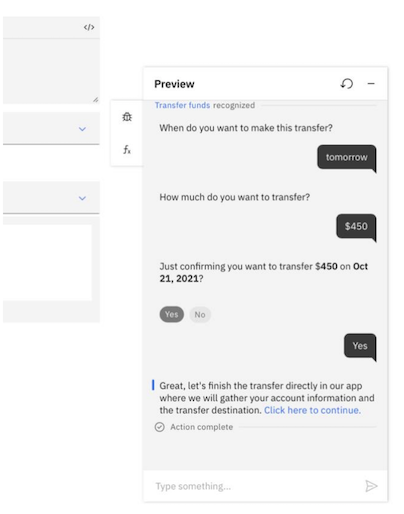 </>
Preview
Transfer funds recognized
When do you want to make this transfer?
tomorrow
fx
How much do you want to transfer?
$450
Just confirming you want to transfer $450 on Oct
21, 2021?
Yes No
Yes
Great, let's finish the transfer directly in our app
where we will gather your account information and
the transfer destination. Click here to continue.
Action complete
Type something...